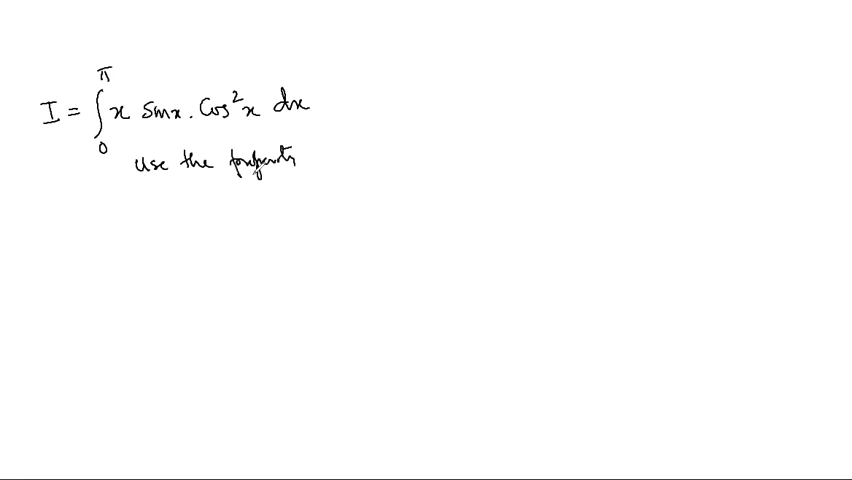 I = ∫₀^π x sinx . Cos²x dx
use the property